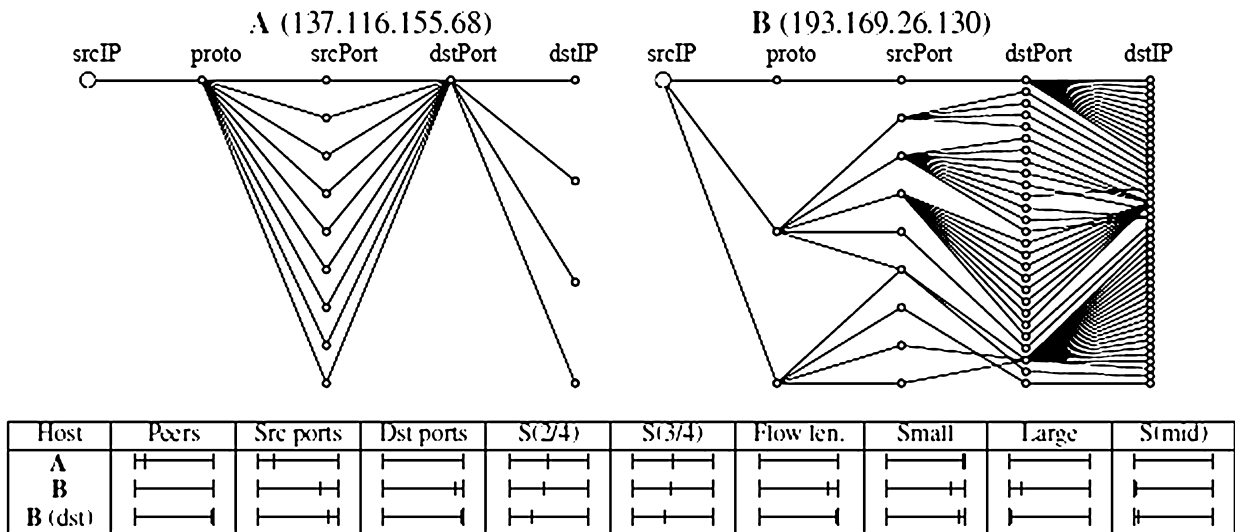 A (137.116.155.68)
B (193.169.26.130)
srcIP proto srcPort dstPort dstIP
srcIP proto srcPort dstPort dstIP
Host Peers Src ports Dst ports S(2/4) S(3/4) Flow len. Small Large S(mid)
A
B
B (dst)